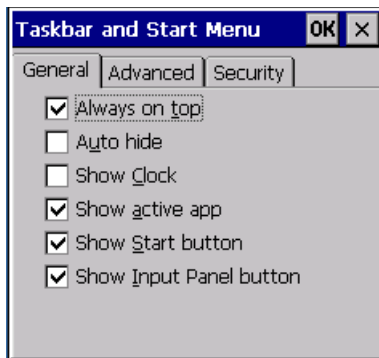 Taskbar and Start Menu OK ×
General Advanced Security
Always on top
Auto hide
Show Clock
Show active app
Show Start button
Show Input Panel button